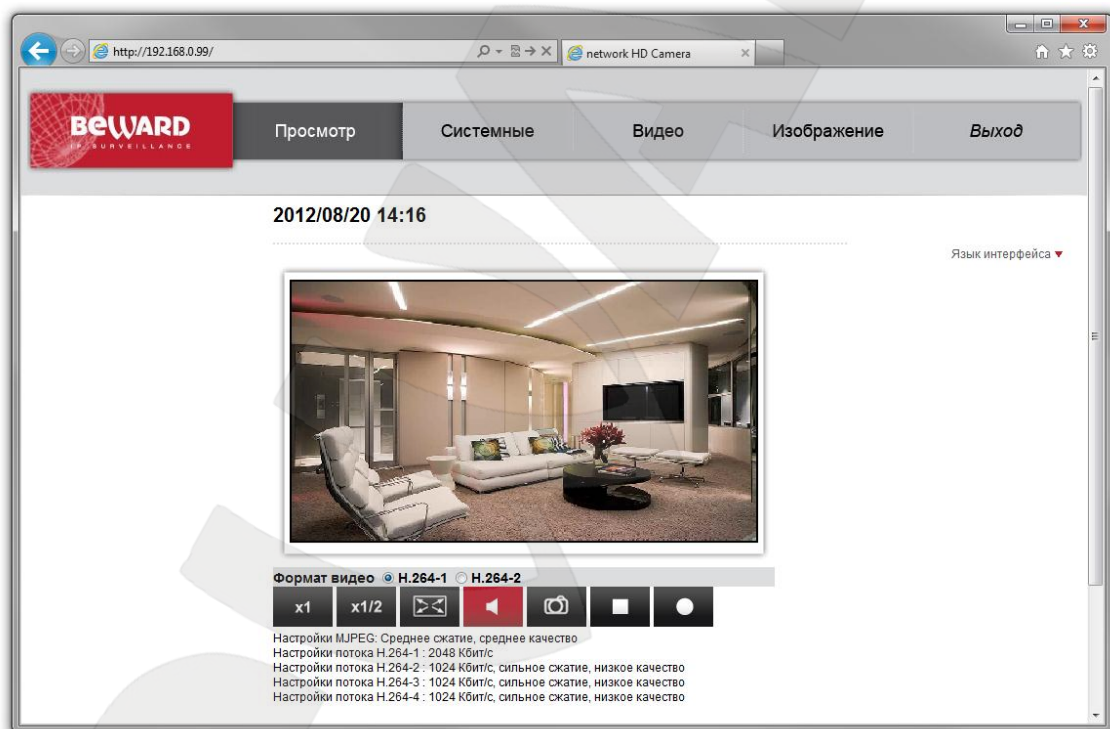 http://192.168.0.99/
network HD Camera
BEWARD
IP SURVEILLANCE
Просмотр
Системные
Видео
Изображение
Выход
2012/08/20 14:16
Язык интерфейса
Формат видео H.264-1 H.264-2
x1 x1/2
Настройки MJPEG: Среднее сжатие, среднее качество
Настройки потока H.264-1 : 2048 Кбит/с
Настройки потока H.264-2 : 1024 Кбит/с, сильное сжатие, низкое качество
Настройки потока H.264-3 : 1024 Кбит/с, сильное сжатие, низкое качество
Настройки потока H.264-4 : 1024 Кбит/с, сильное сжатие, низкое качество